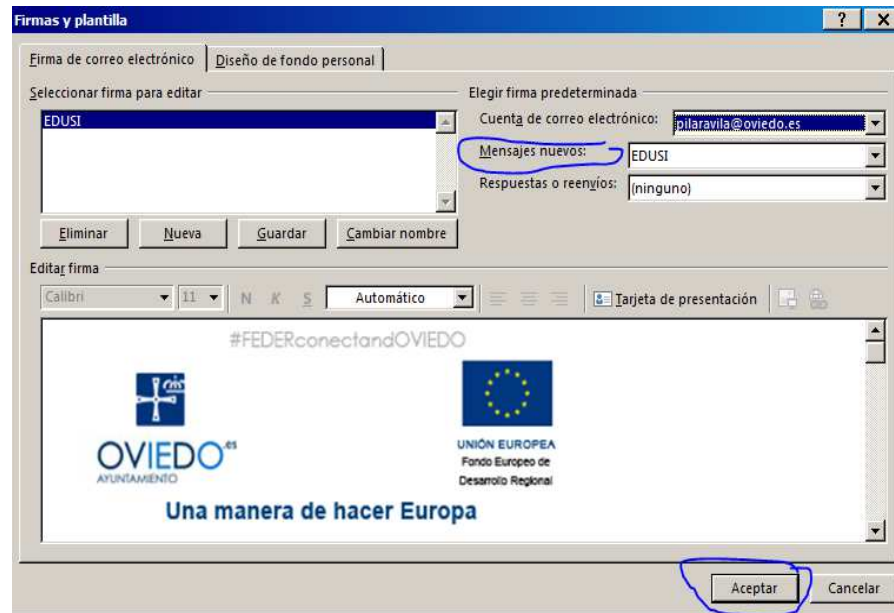 Firmas y plantilla
? X
Firma de correo electrónico
Diseño de fondo personal
Seleccionar firma para editar
EDUSI
Eliminar
Nueva
Guardar
Cambiar nombre
Elegir firma predeterminada
Cuenta de correo electrónico: pilaravila@oviedo.es
Mensajes nuevos: EDUSI
Respuestas o reenvíos: (ninguno)
Editar firma
Calibri 11 N K S Automático Tarjeta de presentación
#FEDERconectandOVIEDO
OVIEDO.es
AYUNTAMIENTO
UNIÓN EUROPEA
Fondo Europeo de
Desarrollo Regional
Una manera de hacer Europa
Aceptar
Cancelar